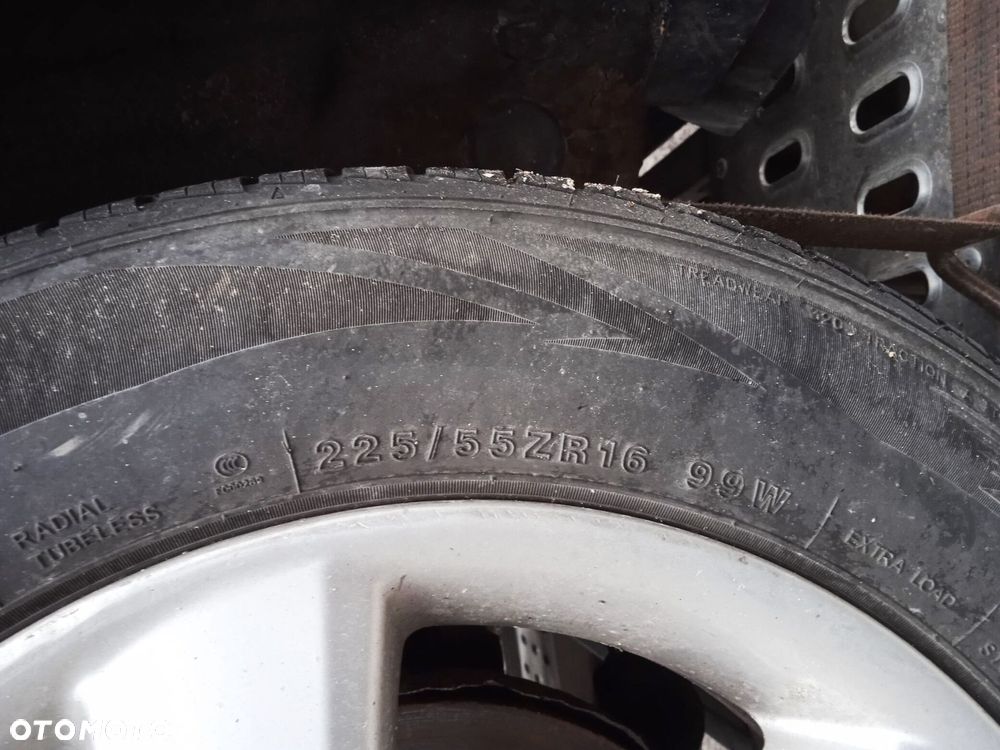 TREADWEAR
TRACTION
225/55ZR16 99W
RADIAL
TUBELESS
EXTRA LOAD
OTOMOTO